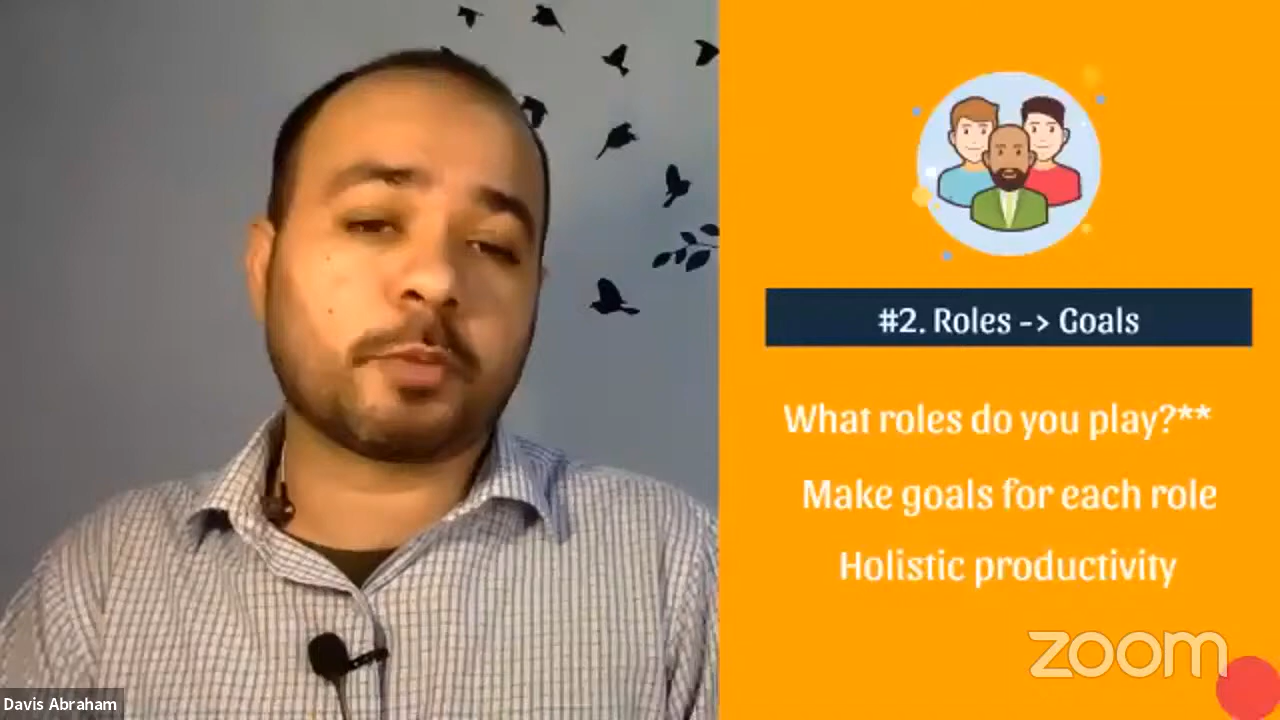 #2. Roles -> Goals
What roles do you play?**
Make goals for each role
Holistic productivity
zoom
Davis Abraham